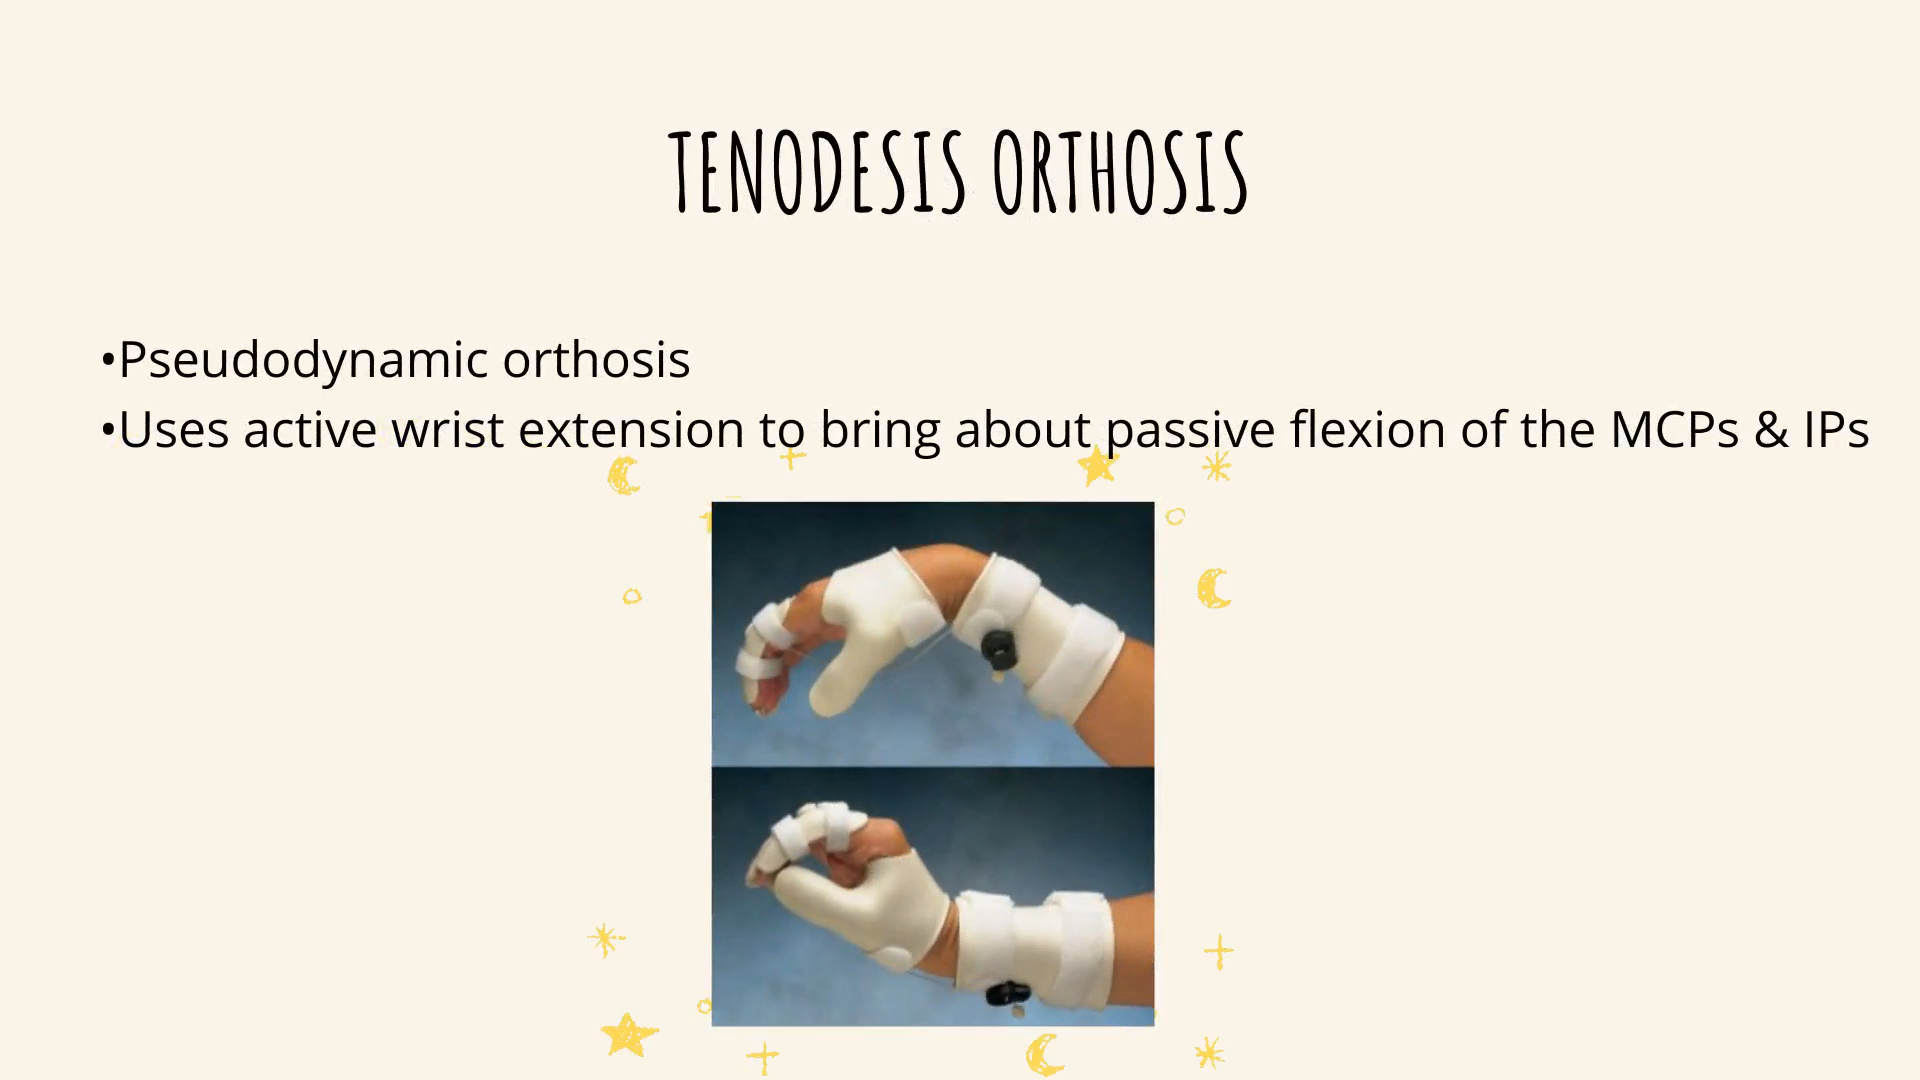 TENODESIS ORTHOSIS
•Pseudodynamic orthosis
•Uses active wrist extension to bring about passive flexion of the MCPs & IPs